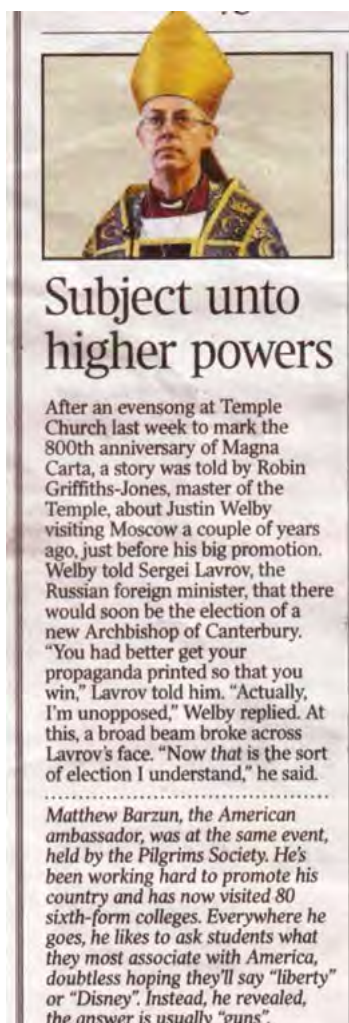 Subject unto
higher powers
After an evensong at Temple
Church last week to mark the
800th anniversary of Magna
Carta, a story was told by Robin
Griffiths-Jones, master of the
Temple, about Justin Welby
visiting Moscow a couple of years
ago, just before his big promotion.
Welby told Sergei Lavrov, the
Russian foreign minister, that there
would soon be the election of a
new Archbishop of Canterbury.
“You had better get your
propaganda printed so that you
win,” Lavrov told him. “Actually,
I’m unopposed,” Welby replied. At
this, a broad beam broke across
Lavrov’s face. “Now that is the sort
of election I understand,” he said.
Matthew Barzun, the American
ambassador, was at the same event,
held by the Pilgrims Society. He’s
been working hard to promote his
country and has now visited 80
sixth-form colleges. Everywhere he
goes, he likes to ask students what
they most associate with America,
doubtless hoping they’ll say “liberty”
or “Disney”. Instead, he revealed,
the answer is usually “guns”.